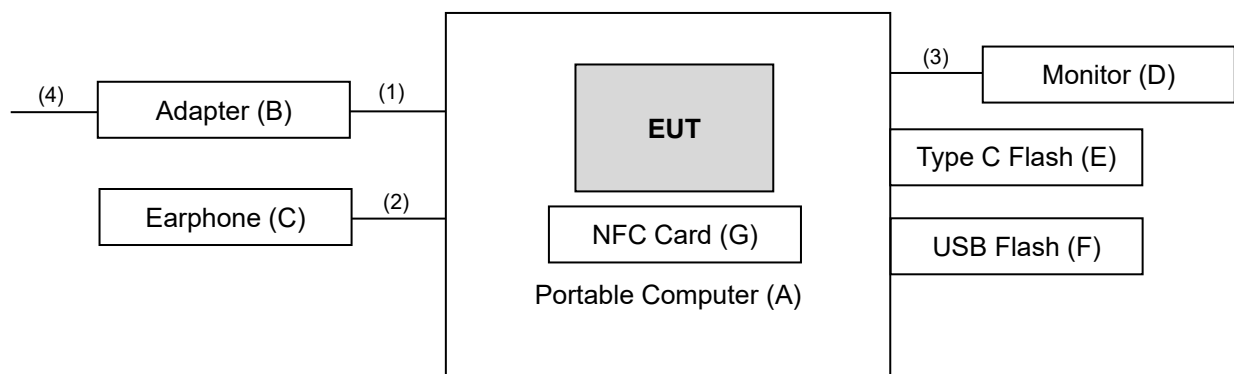 (4)
Adapter (B)
(1)
Earphone (C)
(2)
EUT
NFC Card (G)
Portable Computer (A)
(3)
Monitor (D)
Type C Flash (E)
USB Flash (F)